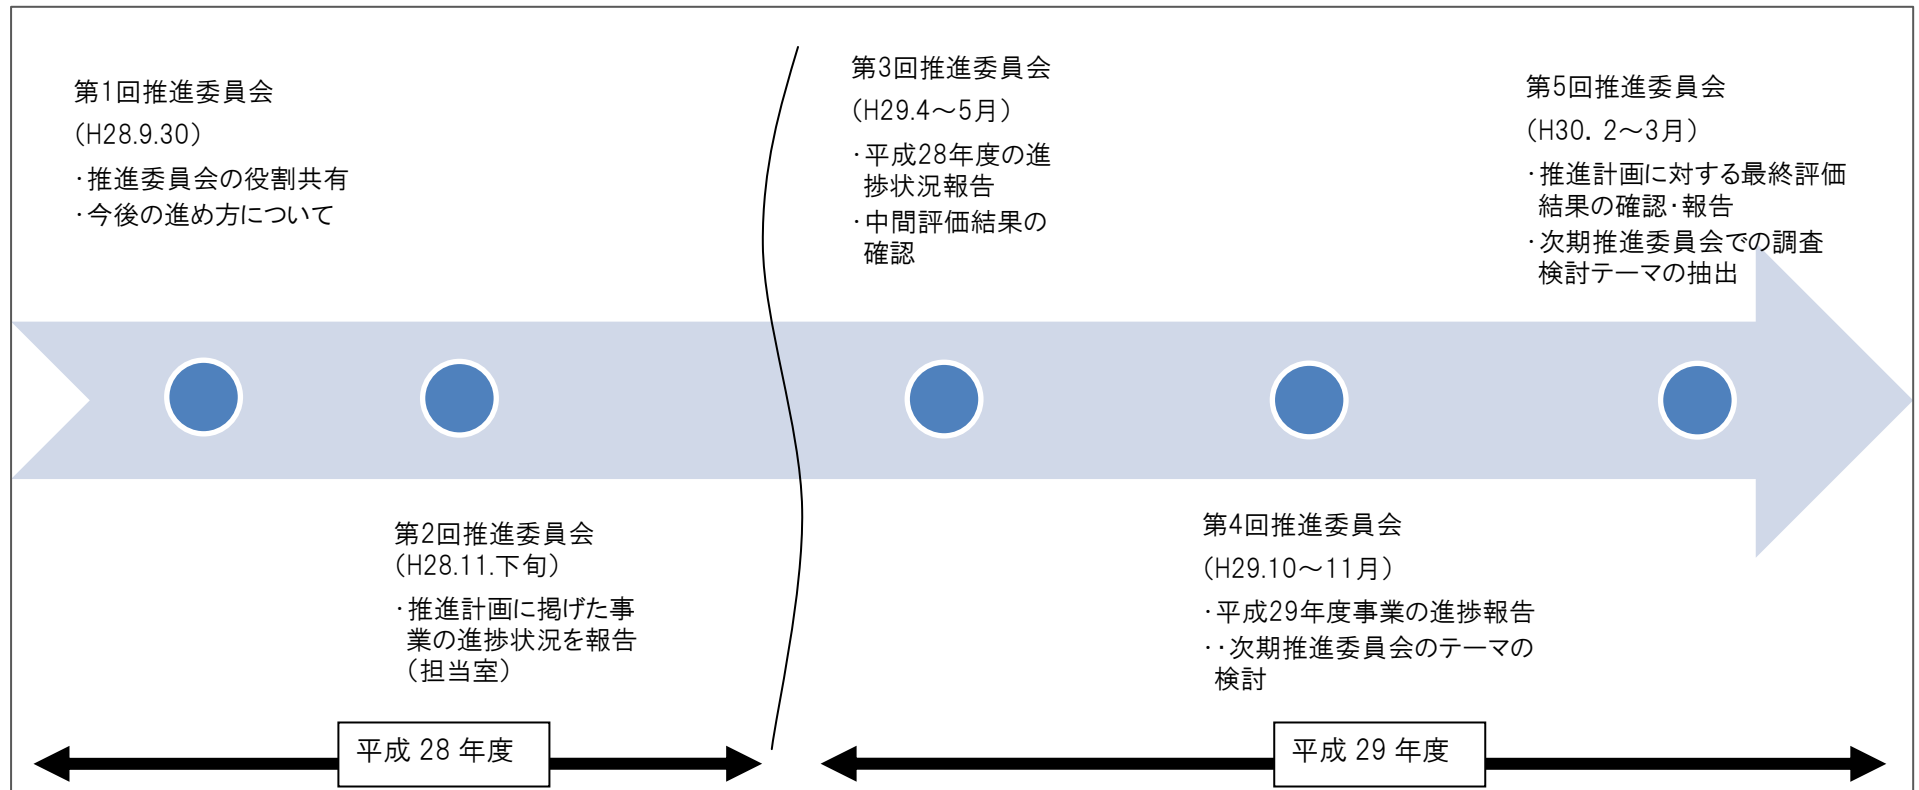 第1回推進委員会
（H28.9.30）
・推進委員会の役割共有
・今後の進め方について
第3回推進委員会
（H29.4～5月）
・平成28年度の進
捗状況報告
・中間評価結果の
確認
第5回推進委員会
（H30．2～3月）
・推進計画に対する最終評価
結果の確認・報告
・次期推進委員会での調査
検討テーマの抽出
第2回推進委員会
（H28.11.下旬）
・推進計画に掲げた事
業の進捗状況を報告
（担当室）
第4回推進委員会
（H29.10～11月）
・平成29年度事業の進捗報告
・・次期推進委員会のテーマの
検討
平成 28 年度
平成 29 年度